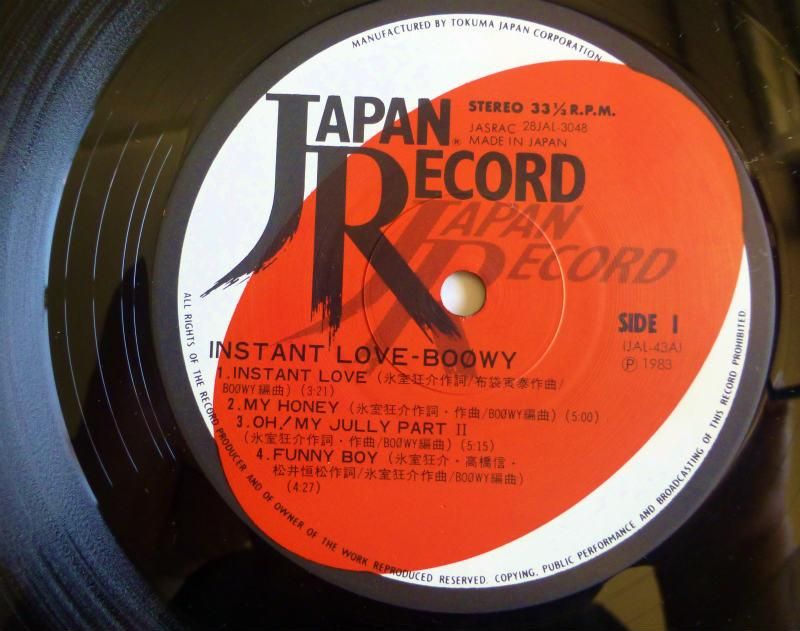 MANUFACTURED BY TOKUMA JAPAN CORPORATION
JAPAN
RECORD®
STEREO 33⅓ R.P.M.
JASRAC 28JAL-3048
MADE IN JAPAN
JAPAN
RECORD
SIDE 1
(JAL-43A)
Ⓟ 1983
INSTANT LOVE-BOØWY
1. INSTANT LOVE (氷室狂介作詞/布袋寅泰作曲/
BOØWY編曲) (3:21)
2. MY HONEY (氷室狂介作詞・作曲/BOØWY編曲) (5:00)
3. OH! MY JULLY PART II
(氷室狂介作詞・作曲/BOØWY編曲) (5:15)
4. FUNNY BOY (氷室狂介・高橋信・
松井恒松作詞/氷室狂介作曲/BOØWY編曲)
(4:27)
ALL RIGHTS OF THE RECORD PRODUCER AND OF OWNER OF THE WORK REPRODUCED RESERVED. COPYING, PUBLIC PERFORMANCE AND BROADCASTING OF THIS RECORD PROHIBITED